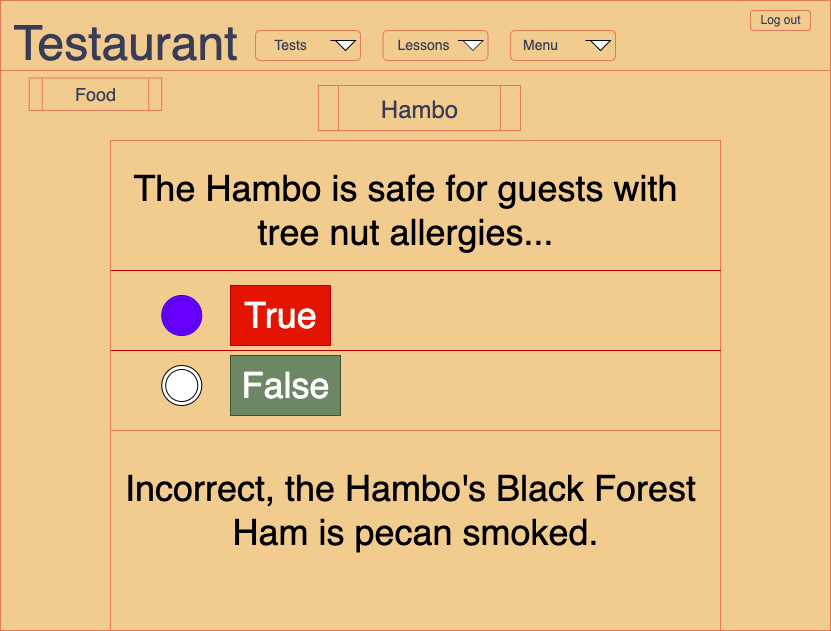 Testaurant
Tests
Lessons
Menu
Log out
Food
Hambo
The Hambo is safe for guests with
tree nut allergies...
True
False
Incorrect, the Hambo's Black Forest
Ham is pecan smoked.